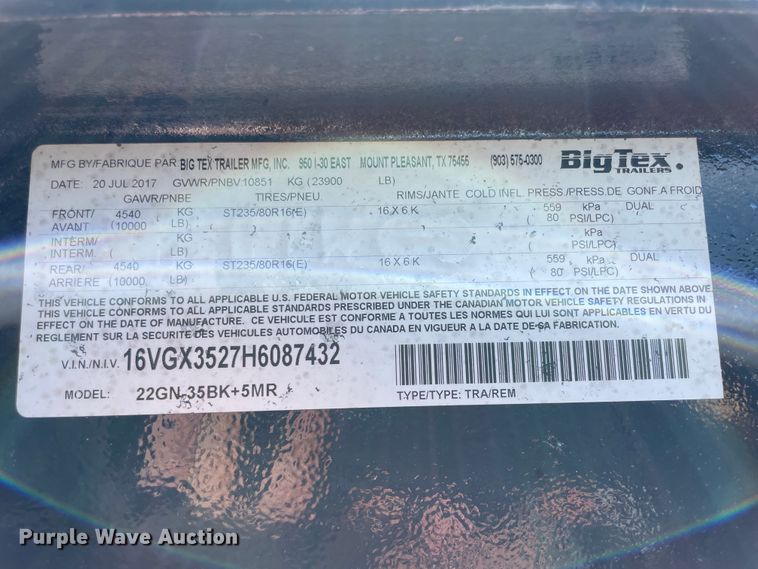 MFG BY/FABRIQUE PAR: BIG TEX TRAILER MFG, INC. 950 I-30 EAST MOUNT PLEASANT, TX 75455 (903) 575-0300 BigTex TRAILERS
DATE: 20 JUL 2017 GVWR/PNBV 10851 KG (23900 LB)
GAWR/PNBE TIRES/PNEU RIMS/JANTE COLD INFL PRESS/PRESS.DE GONF.A FROID
FRONT/ 4540 KG ST235/80R16(E) 16 X 6 K 559 kPa DUAL
AVANT (10000 LB) ( 80 PSI/LPC)
INTERM/ KG kPa
INTERM. ( LB) ( PSI/LPC)
REAR/ 4540 KG ST235/80R16(E) 16 X 6 K 559 kPa DUAL
ARRIERE (10000 LB) ( 80 PSI/LPC)
THIS VEHICLE CONFORMS TO ALL APPLICABLE U.S. FEDERAL MOTOR VEHICLE SAFETY STANDARDS IN EFFECT ON THE DATE OF MANUFACTURE SHOWN ABOVE.
THIS VEHICLE CONFORMS TO ALL APPLICABLE STANDARDS PRESCRIBED UNDER THE CANADIAN MOTOR VEHICLE SAFETY REGULATIONS IN
EFFECT ON THE DATE OF MANUFACTURE. CE VEHICULE EST CONFORME A TOUTES LES NORMES QUI LUI SONT APPLICABLES EN VERTU DU
REGLEMENT SUR LA SECURITE DES VEHICULES AUTOMOBILES DU CANADA EN VIGUEUR A LA DATE DE SA FABRICATION.
V.I.N./N.I.V. 16VGX3527H6087432
MODEL: 22GN-35BK+5MR TYPE/TYPE: TRA/REM
Purple Wave Auction